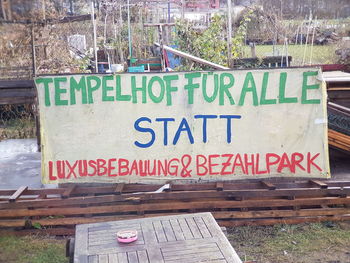 TEMPELHOF FÜR ALLE
STATT
LUXUSBEBAUUNG & BEZAHLPARK